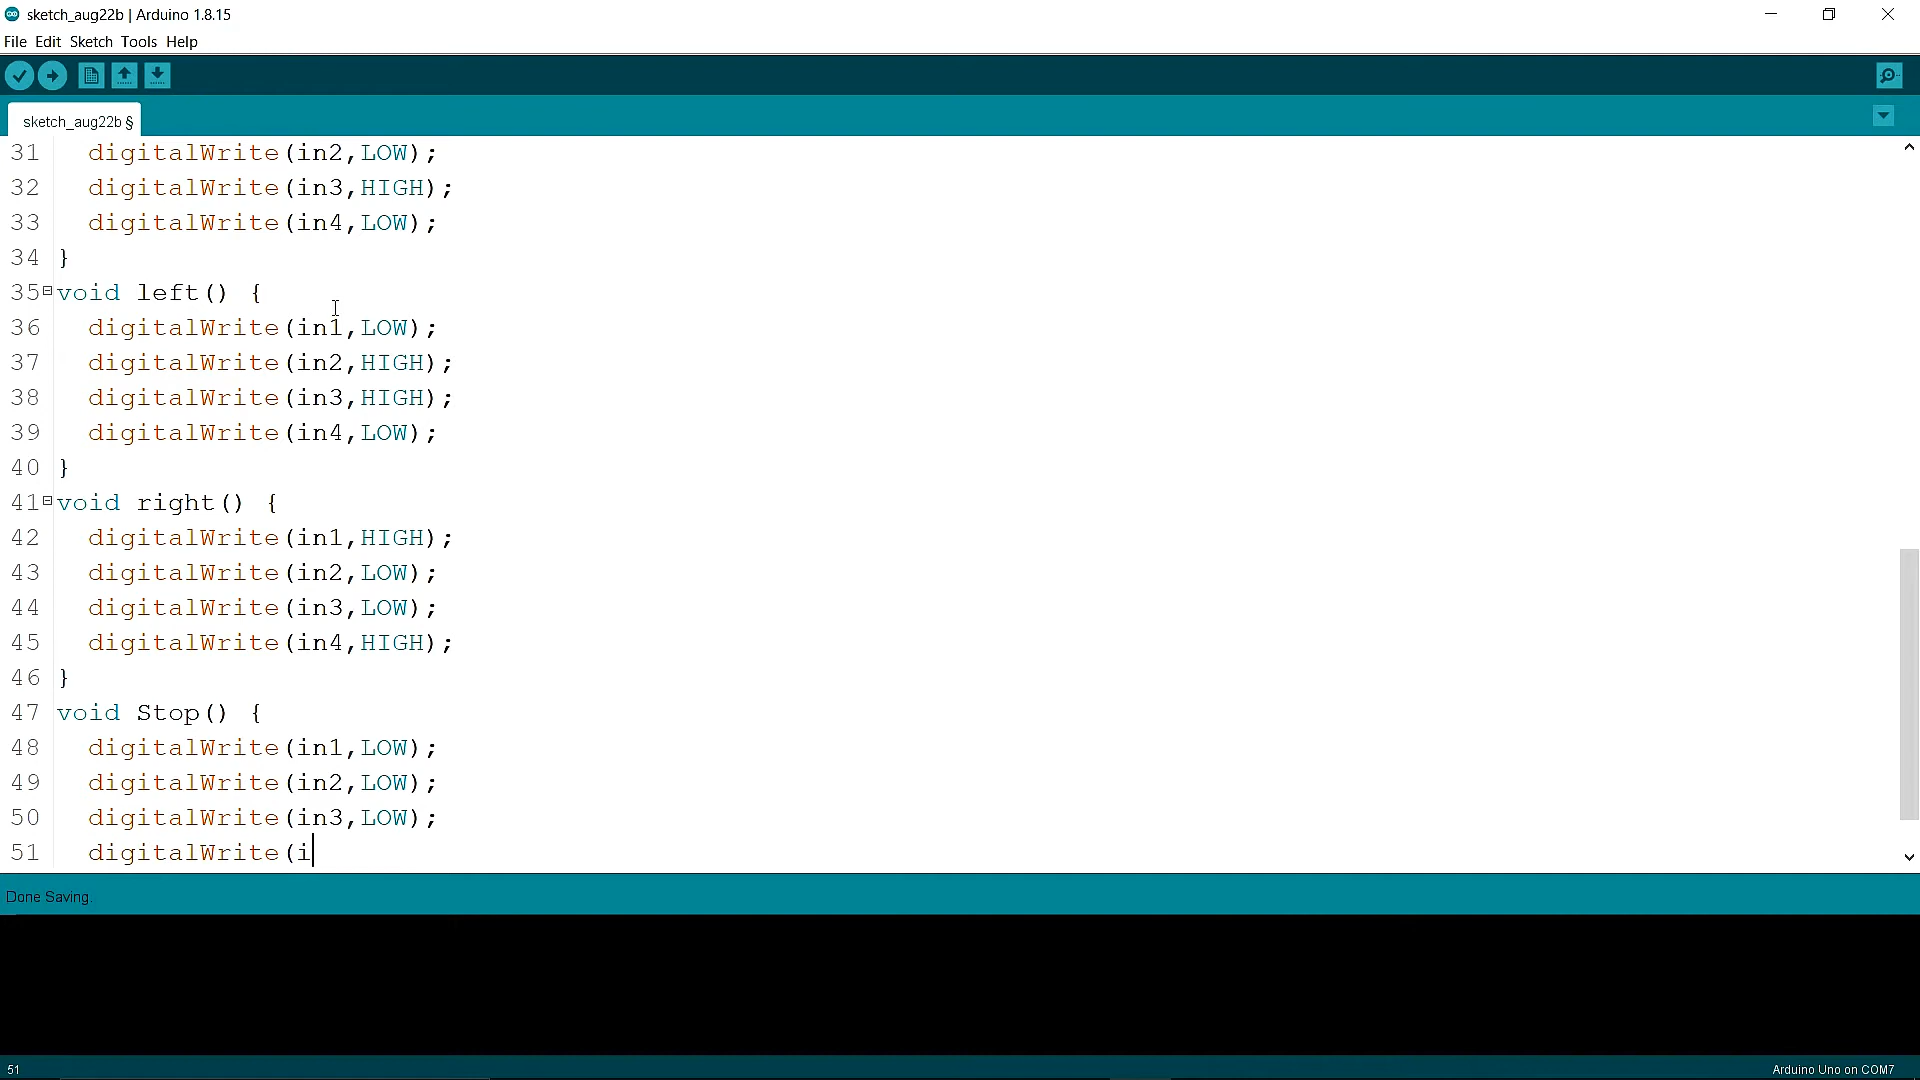 sketch_aug22b | Arduino 1.8.15
File Edit Sketch Tools Help
sketch_aug22b §
31 digitalWrite(in2,LOW);
32 digitalWrite(in3,HIGH);
33 digitalWrite(in4,LOW);
34 }
35 void left() {
36 digitalWrite(in1,LOW);
37 digitalWrite(in2,HIGH);
38 digitalWrite(in3,HIGH);
39 digitalWrite(in4,LOW);
40 }
41 void right() {
42 digitalWrite(in1,HIGH);
43 digitalWrite(in2,LOW);
44 digitalWrite(in3,LOW);
45 digitalWrite(in4,HIGH);
46 }
47 void Stop() {
48 digitalWrite(in1,LOW);
49 digitalWrite(in2,LOW);
50 digitalWrite(in3,LOW);
51 digitalWrite(i
Done Saving.
51 Arduino Uno on COM7